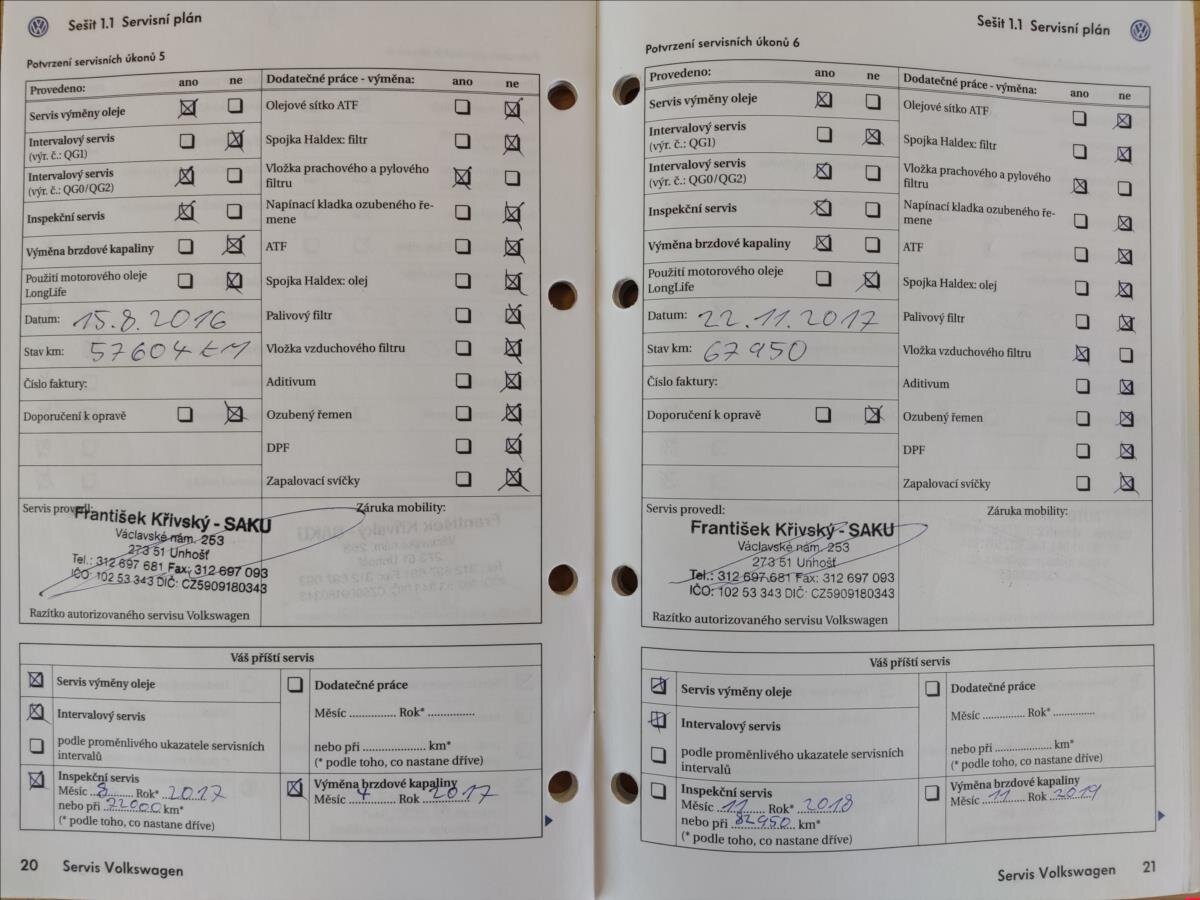 Sešit 1.1 Servisní plán
Potvrzení servisních úkonů 5
Provedeno: ano ne
Servis výměny oleje
Intervalový servis
(výr. č.: QG1)
Intervalový servis
(výr. č.: QG0/QG2)
Inspekční servis
Výměna brzdové kapaliny
Použití motorového oleje
LongLife
Datum: 15.8.2016
Stav km: 57604 KM
Číslo faktury:
Doporučení k opravě
Dodatečné práce - výměna: ano ne
Olejové sítko ATF
Spojka Haldex: filtr
Vložka prachového a pylového
filtru
Napínací kladka ozubeného ře-
mene
ATF
Spojka Haldex: olej
Palivový filtr
Vložka vzduchového filtru
Aditivum
Ozubený řemen
DPF
Zapalovací svíčky
Servis provedl:
František Křivský - SAKU
Václavské nám. 253
273 51 Unhošť
Tel.: 312 697 681 Fax: 312 697 093
IČO: 102 53 343 DIČ: CZ5909180343
Razítko autorizovaného servisu Volkswagen
Záruka mobility:
Váš příští servis
Servis výměny oleje
Intervalový servis
podle proměnlivého ukazatele servisních
intervalů
Inspekční servis
Měsíc 8 Rok* 2017
nebo při 72000 km*
(* podle toho, co nastane dříve)
Dodatečné práce
Měsíc .............. Rok* ..............
nebo při ................... km*
(* podle toho, co nastane dříve)
Výměna brzdové kapaliny
Měsíc 4 Rok 2017
20 Servis Volkswagen
Sešit 1.1 Servisní plán
Potvrzení servisních úkonů 6
Provedeno: ano ne
Servis výměny oleje
Intervalový servis
(výr. č.: QG1)
Intervalový servis
(výr. č.: QG0/QG2)
Inspekční servis
Výměna brzdové kapaliny
Použití motorového oleje
LongLife
Datum: 22.11.2017
Stav km: 67950
Číslo faktury:
Doporučení k opravě
Dodatečné práce - výměna: ano ne
Olejové sítko ATF
Spojka Haldex: filtr
Vložka prachového a pylového
filtru
Napínací kladka ozubeného ře-
mene
ATF
Spojka Haldex: olej
Palivový filtr
Vložka vzduchového filtru
Aditivum
Ozubený řemen
DPF
Zapalovací svíčky
Servis provedl:
František Křivský - SAKU
Václavské nám. 253
273 51 Unhošť
Tel.: 312 697 681 Fax: 312 697 093
IČO: 102 53 343 DIČ: CZ5909180343
Razítko autorizovaného servisu Volkswagen
Záruka mobility:
Váš příští servis
Servis výměny oleje
Intervalový servis
podle proměnlivého ukazatele servisních
intervalů
Inspekční servis
Měsíc 11 Rok* 2018
nebo při 82950 km*
(* podle toho, co nastane dříve)
Dodatečné práce
Měsíc .............. Rok* ..............
nebo při ................... km*
(* podle toho, co nastane dříve)
Výměna brzdové kapaliny
Měsíc 11 Rok 2019
Servis Volkswagen 21